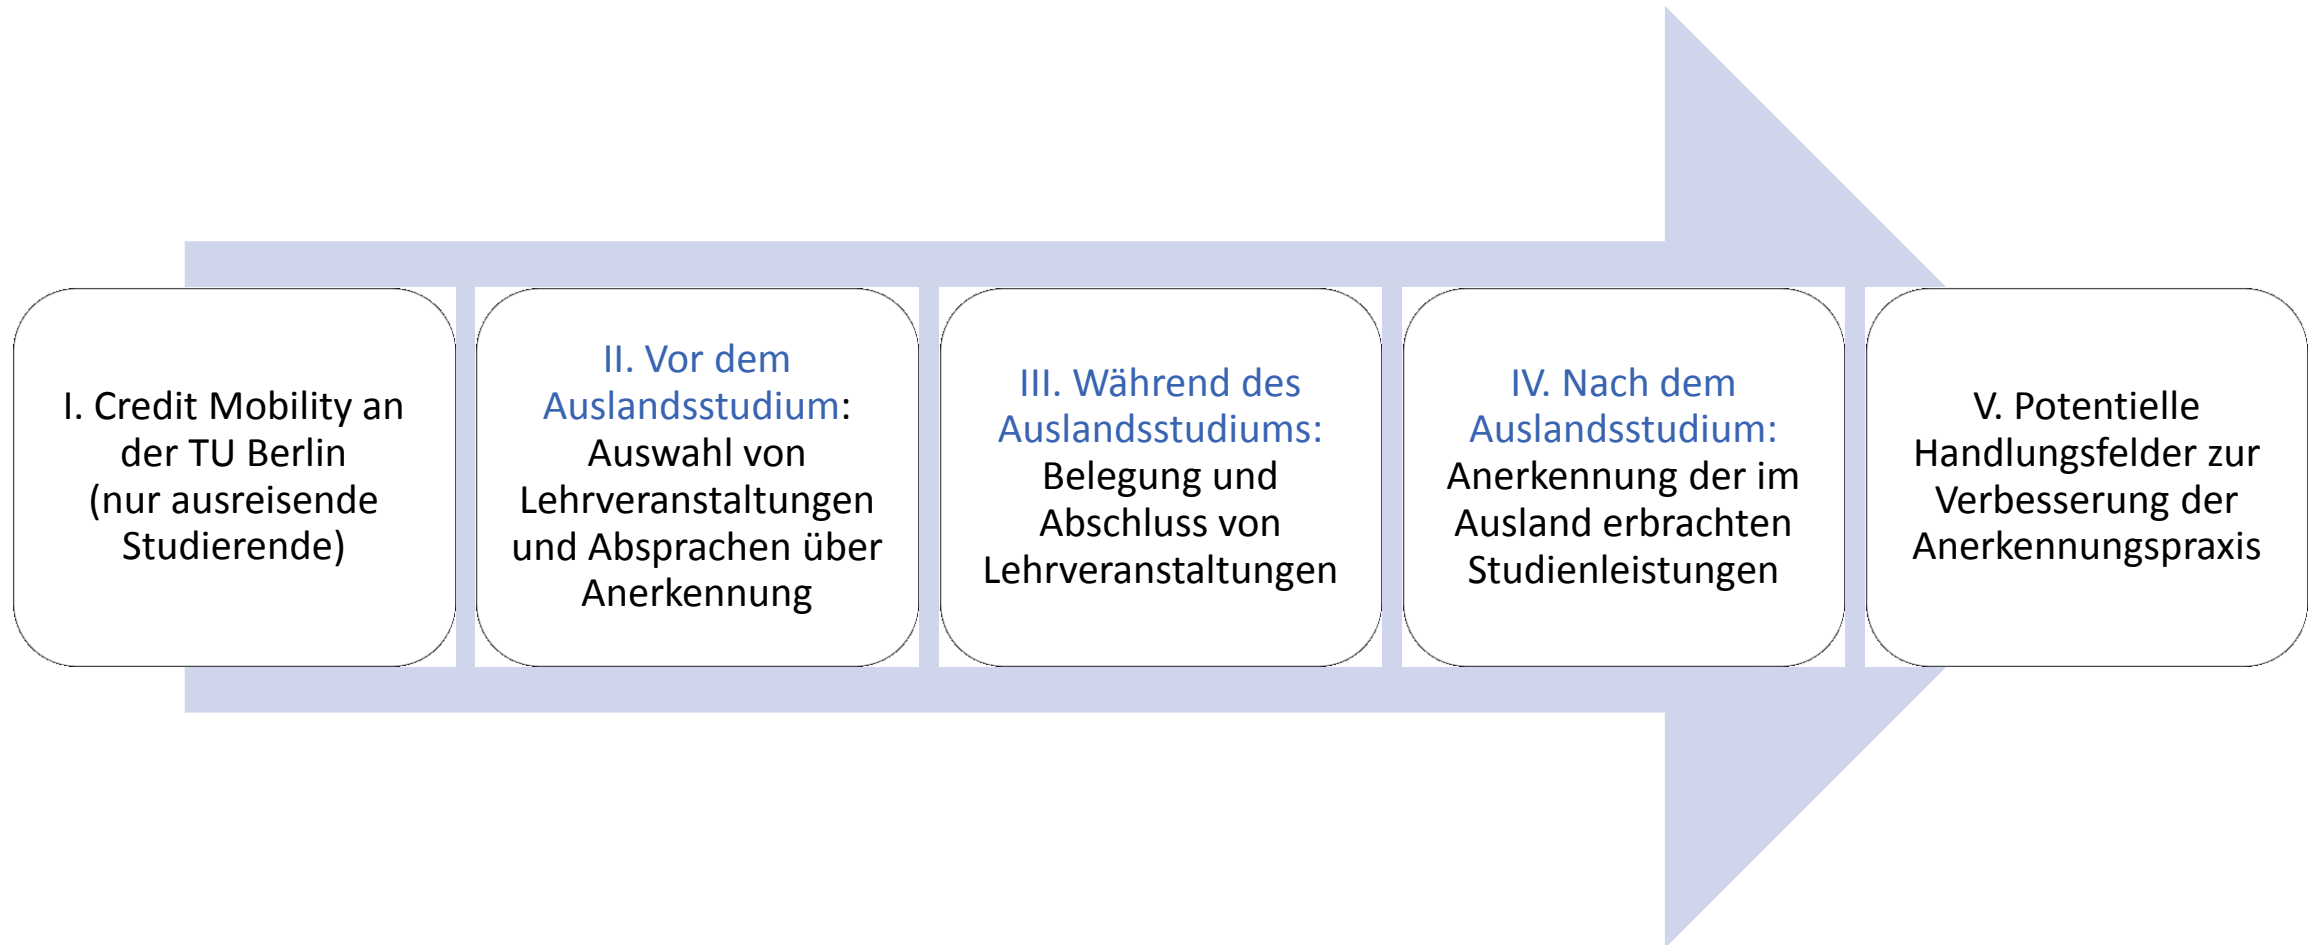 I. Credit Mobility an
der TU Berlin
(nur ausreisende
Studierende)
II. Vor dem
Auslandsstudium:
Auswahl von
Lehrveranstaltungen
und Absprachen über
Anerkennung
III. Während des
Auslandsstudiums:
Belegung und
Abschluss von
Lehrveranstaltungen
IV. Nach dem
Auslandsstudium:
Anerkennung der im
Ausland erbrachten
Studienleistungen
V. Potentielle
Handlungsfelder zur
Verbesserung der
Anerkennungspraxis